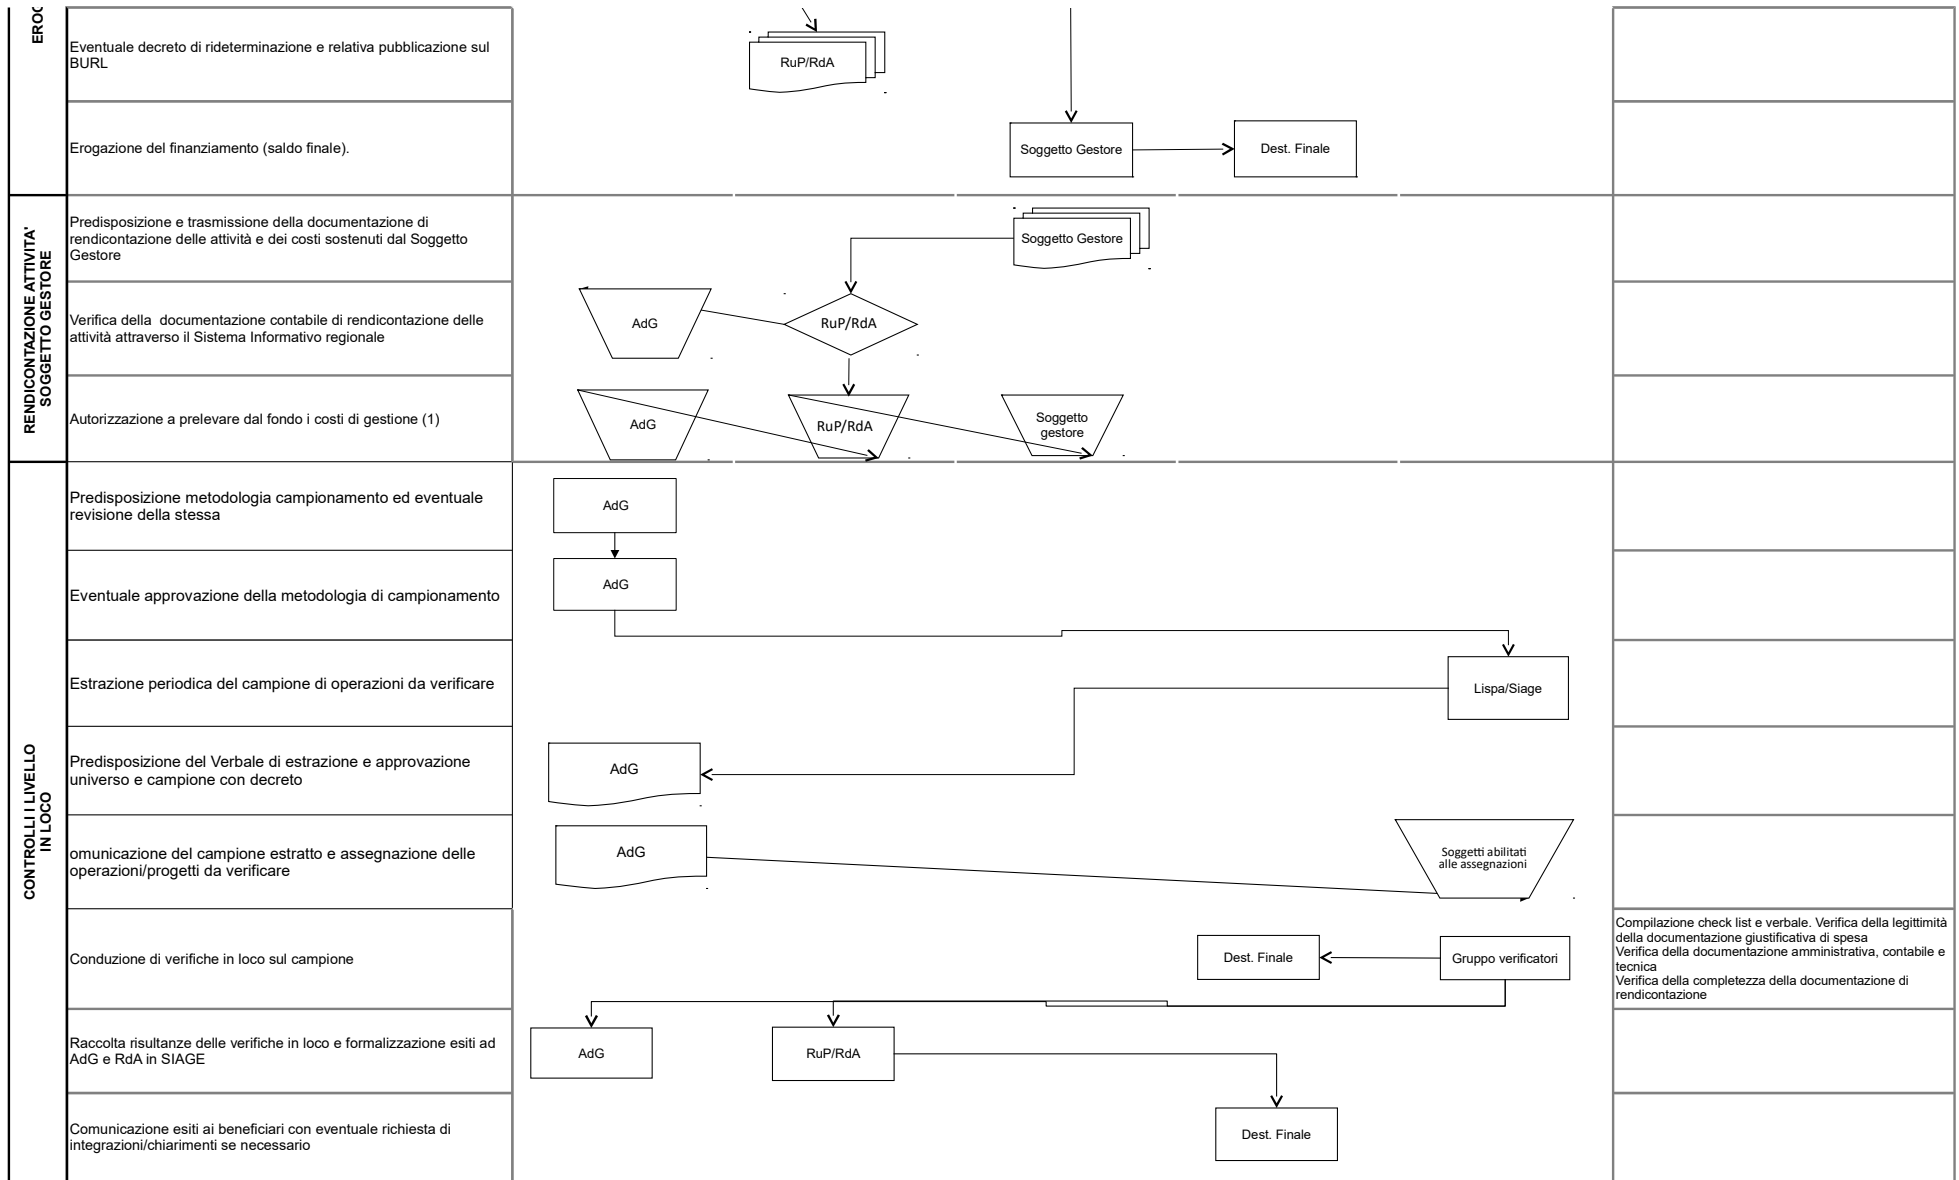 EROC
Eventuale decreto di rideterminazione e relativa pubblicazione sul
BURL
RuP/RdA
Erogazione del finanziamento (saldo finale).
Soggetto Gestore
Dest. Finale
RENDICONTAZIONE ATTIVITA'
SOGGETTO GESTORE
Predisposizione e trasmissione della documentazione di
rendicontazione delle attività e dei costi sostenuti dal Soggetto
Gestore
Soggetto Gestore
Verifica della  documentazione contabile di rendicontazione delle
attività attraverso il Sistema Informativo regionale
AdG
RuP/RdA
Autorizzazione a prelevare dal fondo i costi di gestione (1)
AdG
RuP/RdA
Soggetto
gestore
CONTROLLI I LIVELLO
IN LOCO
Predisposizione metodologia campionamento ed eventuale
revisione della stessa
AdG
Eventuale approvazione della metodologia di campionamento
AdG
Estrazione periodica del campione di operazioni da verificare
Lispa/Siage
Predisposizione del Verbale di estrazione e approvazione
universo e campione con decreto
AdG
omunicazione del campione estratto e assegnazione delle
operazioni/progetti da verificare
AdG
Soggetti abilitati
alle assegnazioni
Conduzione di verifiche in loco sul campione
Dest. Finale
Gruppo verificatori
Compilazione check list e verbale. Verifica della legittimità
della documentazione giustificativa di spesa
Verifica della documentazione amministrativa, contabile e
tecnica
Verifica della completezza della documentazione di
rendicontazione
Raccolta risultanze delle verifiche in loco e formalizzazione esiti ad
AdG e RdA in SIAGE
AdG
RuP/RdA
Comunicazione esiti ai beneficiari con eventuale richiesta di
integrazioni/chiarimenti se necessario
Dest. Finale